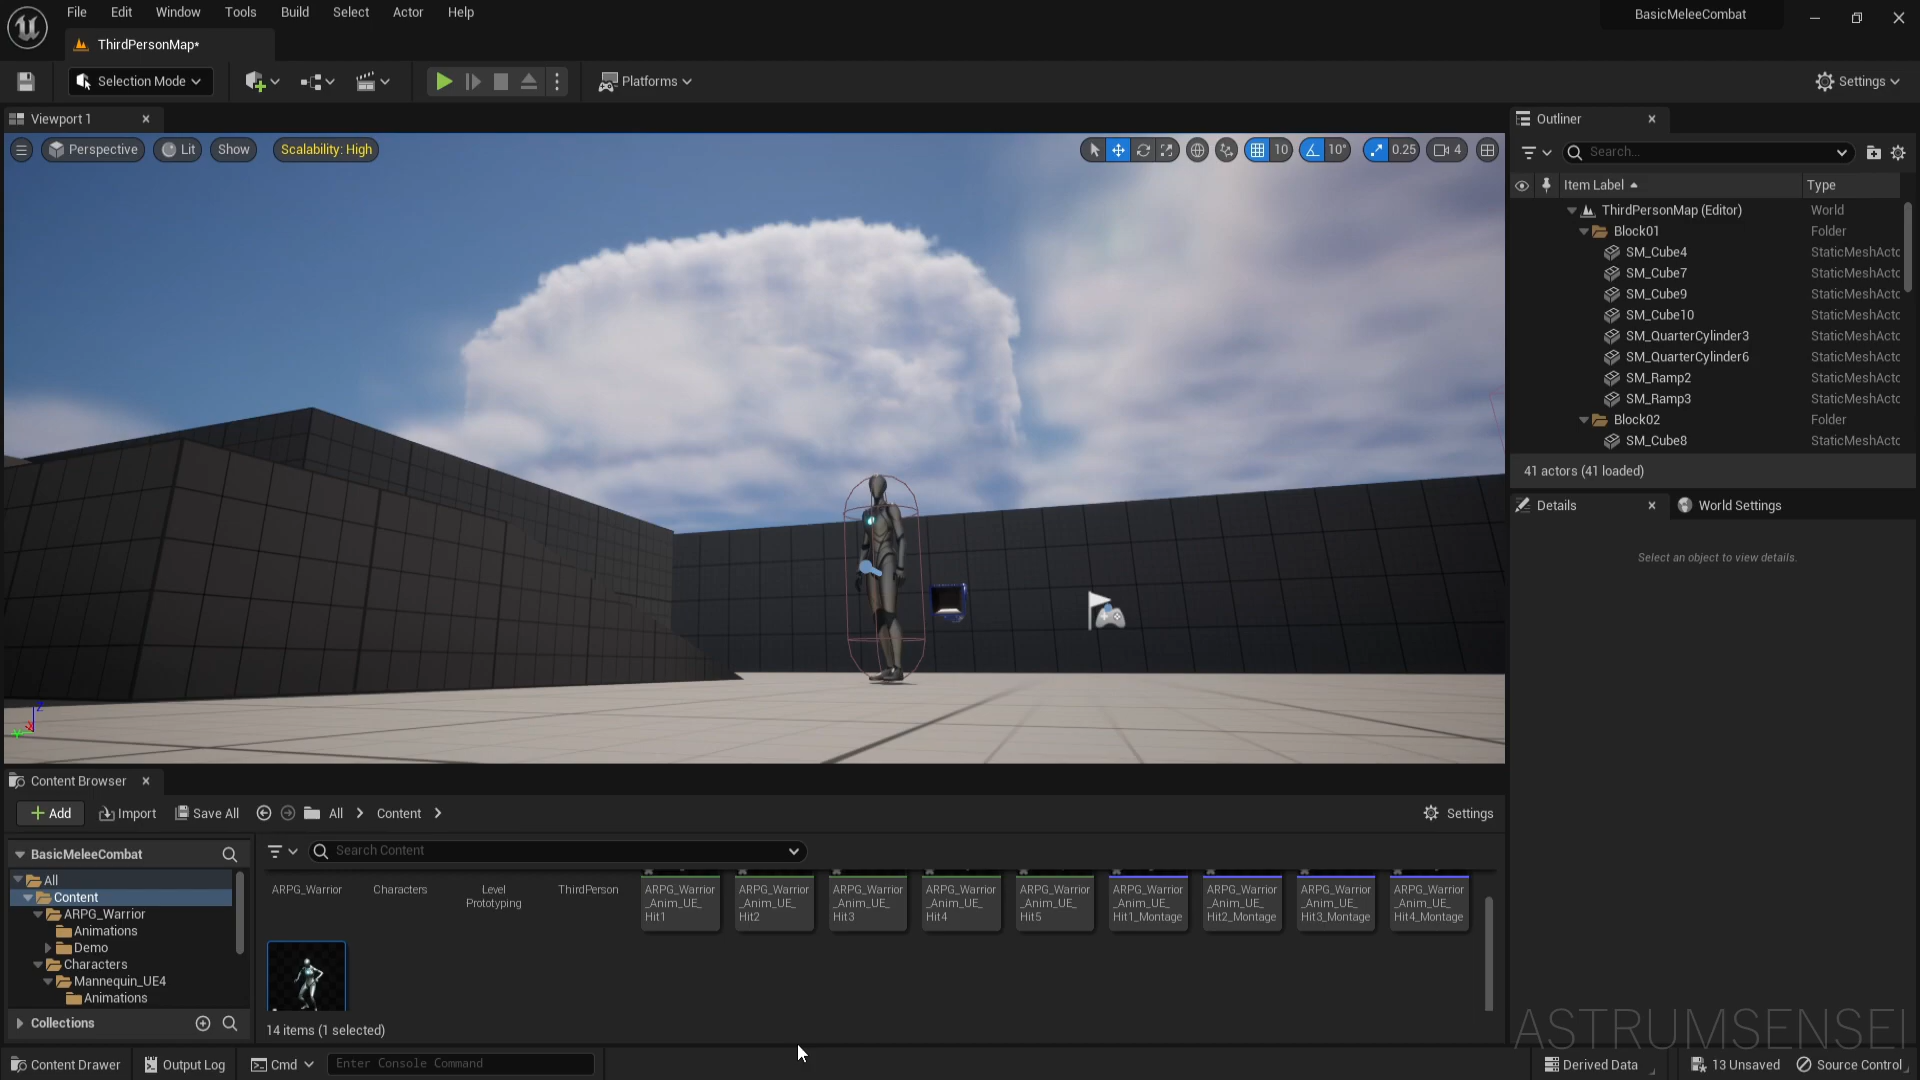 File Edit Window Tools Build Select Actor Help
BasicMeleeCombat
ThirdPersonMap*
Selection Mode
Platforms
Settings
Viewport 1
Perspective
Lit
Show
Scalability: High
10
10°
0.25
4
Outliner
Search...
Item Label
Type
ThirdPersonMap (Editor) World
Block01 Folder
SM_Cube4 StaticMeshActo
SM_Cube7 StaticMeshActo
SM_Cube9 StaticMeshActo
SM_Cube10 StaticMeshActo
SM_QuarterCylinder3 StaticMeshActo
SM_QuarterCylinder6 StaticMeshActo
SM_Ramp2 StaticMeshActo
SM_Ramp3 StaticMeshActo
Block02 Folder
SM_Cube8 StaticMeshActo
41 actors (41 loaded)
Details
World Settings
Select an object to view details.
Z
X
Y
Content Browser
Add
Import
Save All
All
Content
Settings
BasicMeleeCombat
Search Content
All
Content
ARPG_Warrior
Animations
Demo
Characters
Mannequin_UE4
Animations
Collections
ARPG_Warrior
Characters
Level
Prototyping
ThirdPerson
ARPG_Warrior
_Anim_UE_
Hit1
ARPG_Warrior
_Anim_UE_
Hit2
ARPG_Warrior
_Anim_UE_
Hit3
ARPG_Warrior
_Anim_UE_
Hit4
ARPG_Warrior
_Anim_UE_
Hit5
ARPG_Warrior
_Anim_UE_
Hit1_Montage
ARPG_Warrior
_Anim_UE_
Hit2_Montage
ARPG_Warrior
_Anim_UE_
Hit3_Montage
ARPG_Warrior
_Anim_UE_
Hit4_Montage
14 items (1 selected)
ASTRUMSENSEI
Content Drawer
Output Log
Cmd
Enter Console Command
Derived Data
13 Unsaved
Source Control